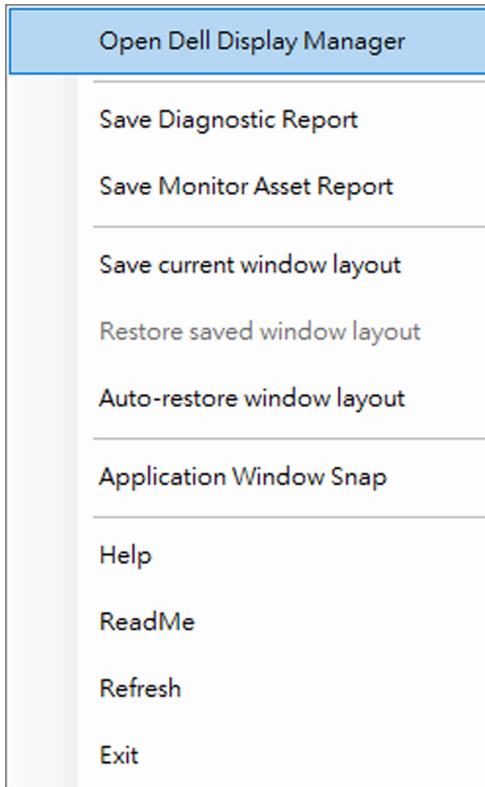 Open Dell Display Manager
Save Diagnostic Report
Save Monitor Asset Report
Save current window layout
Restore saved window layout
Auto-restore window layout
Application Window Snap
Help
ReadMe
Refresh
Exit